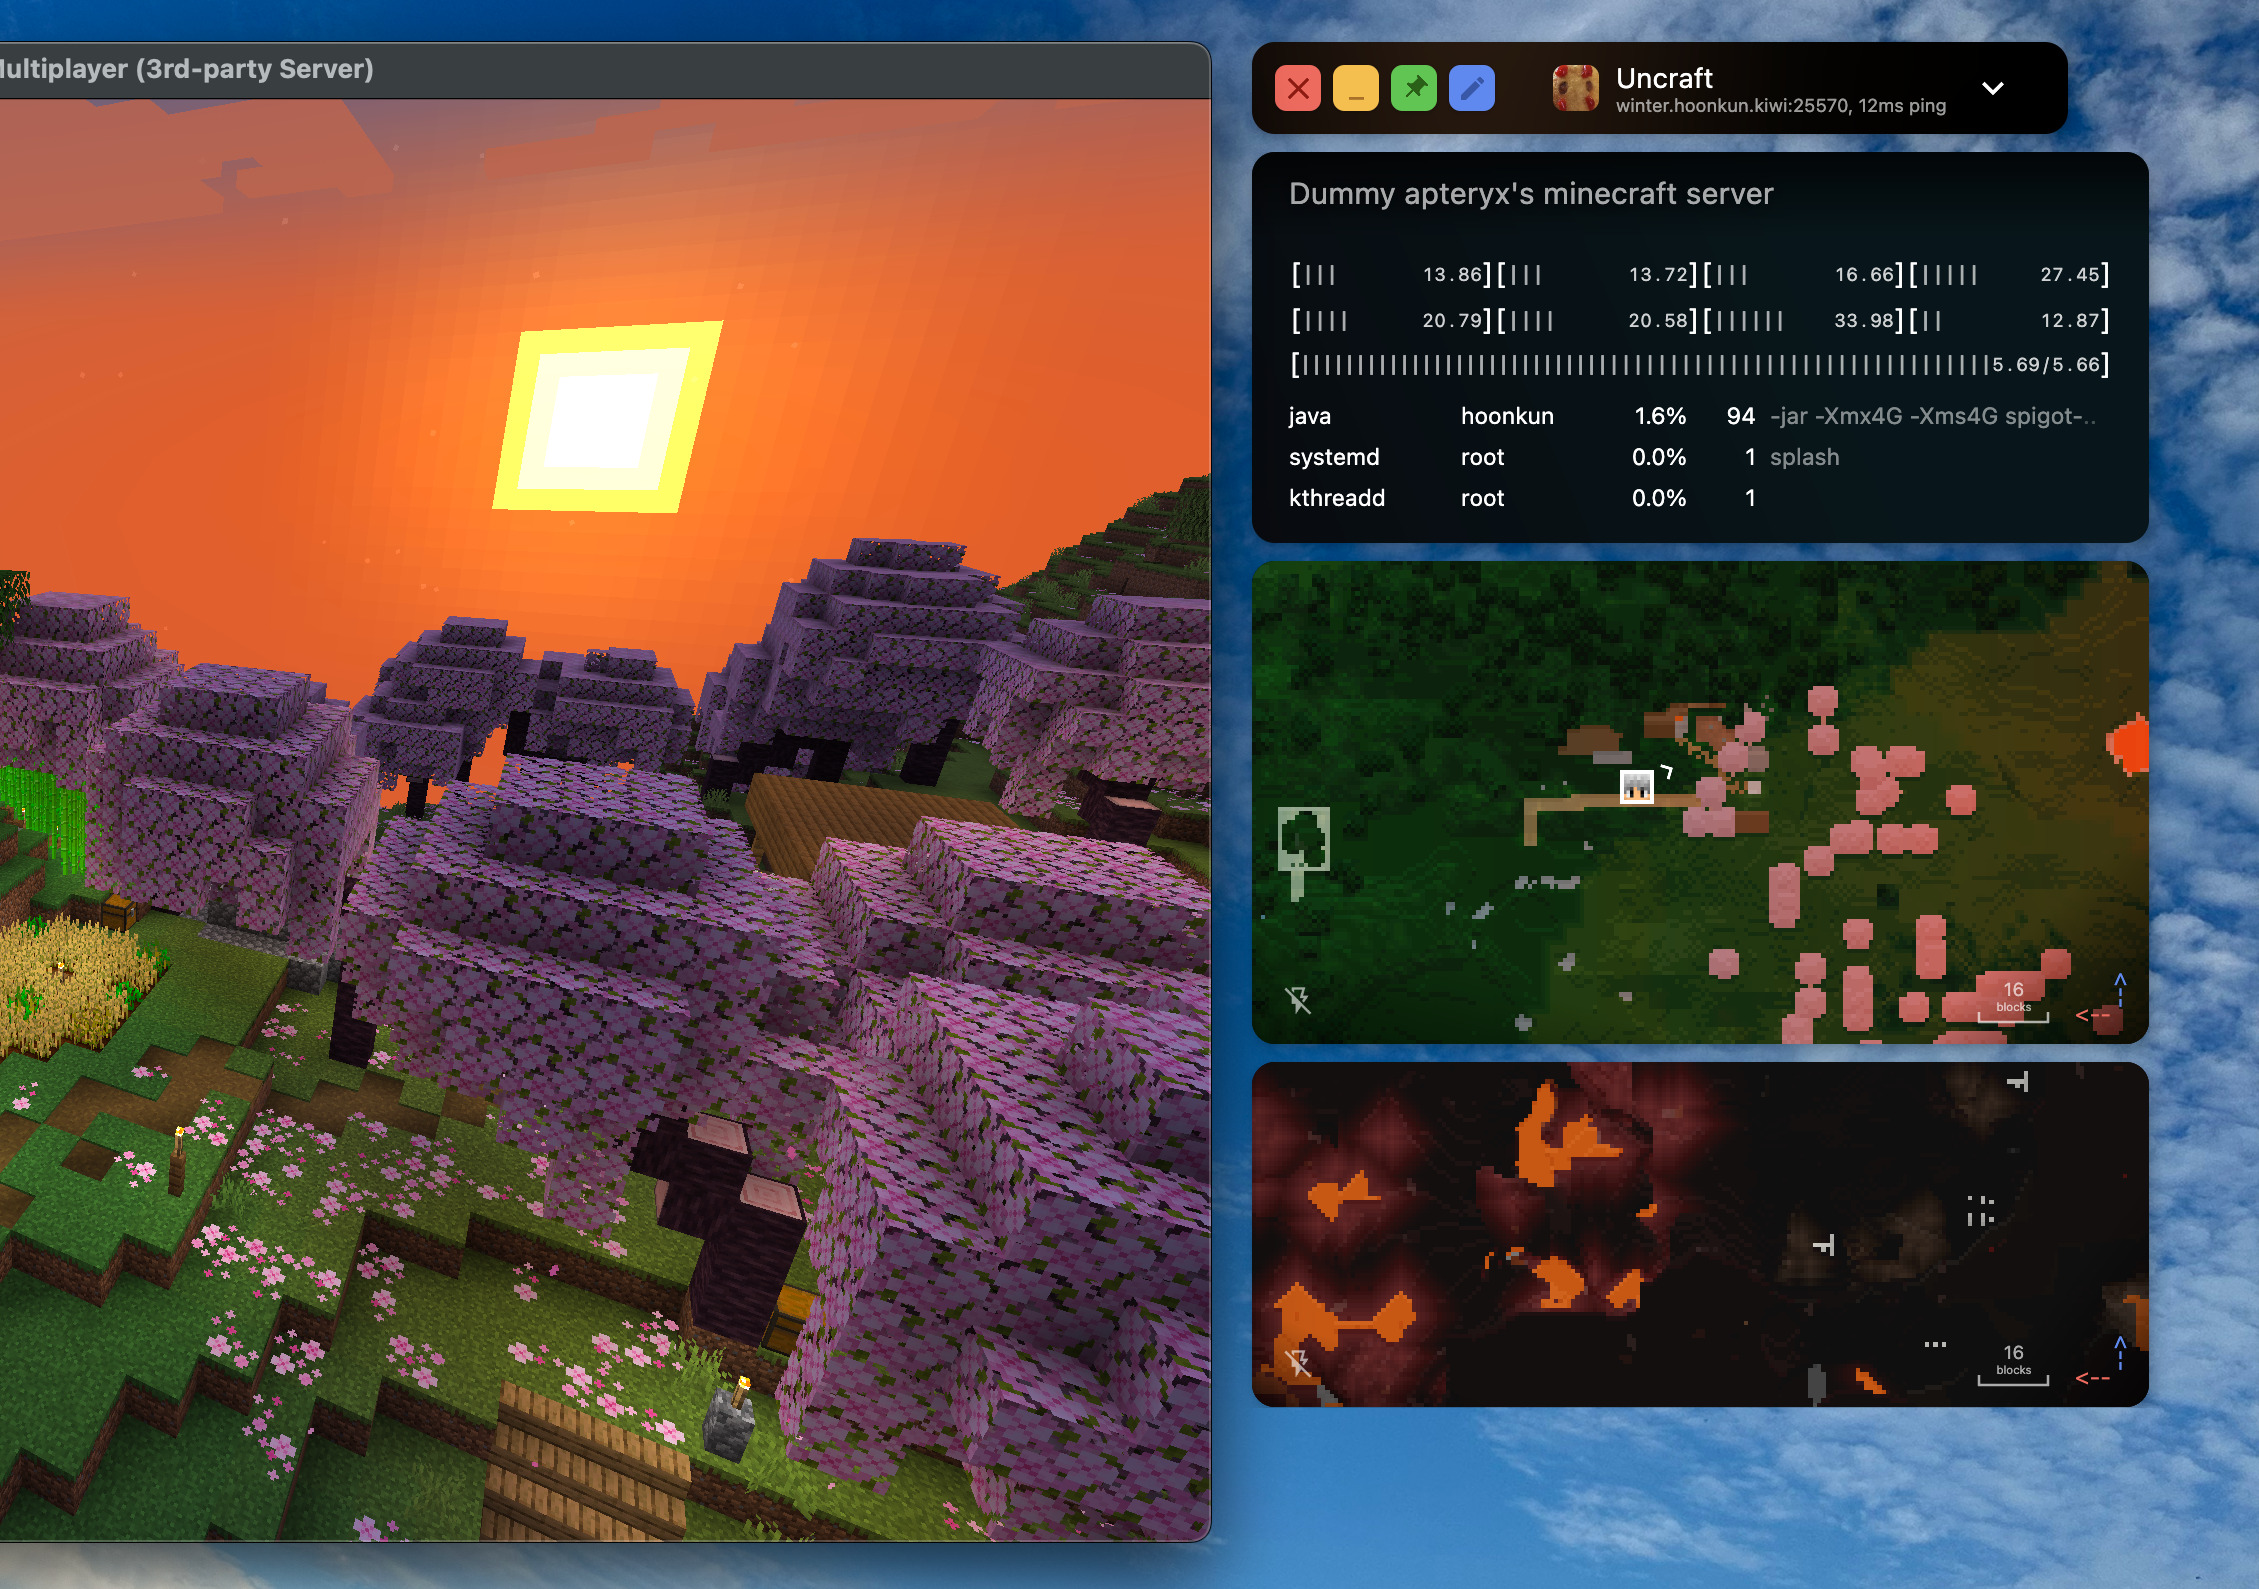 Multiplayer (3rd-party Server)
Uncraft
winter.hoonkun.kiwi:25570, 12ms ping
Dummy apteryx's minecraft server
[||| 13.86][||| 13.72][||| 16.66][||||| 27.45]
[|||| 20.79][|||| 20.58][|||||| 33.98][|| 12.87]
[||||||||||||||||||||||||||||||||||||||||||||||||||||||||||||||5.69/5.66]
java hoonkun 1.6% 94 -jar -Xmx4G -Xms4G spigot-..
systemd root 0.0% 1 splash
kthreadd root 0.0% 1
16
blocks
<--
16
blocks
<--